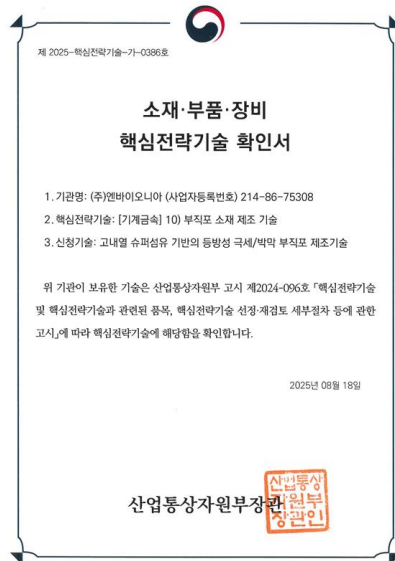 제 2025-핵심전략기술-가-0386호
소재·부품·장비
핵심전략기술 확인서
1. 기관명: (주)엔바이오니아 (사업자등록번호) 214-86-75308
2. 핵심전략기술: [기계금속] 10) 부직포 소재 제조 기술
3. 신청기술: 고내열 슈퍼섬유 기반의 등방성 극세/박막 부직포 제조기술
위 기관이 보유한 기술은 산업통상자원부 고시 제2024-096호 「핵심전략기술
및 핵심전략기술과 관련된 품목, 핵심전략기술 선정·재검토 세부절차 등에 관한
고시」에 따라 핵심전략기술에 해당함을 확인합니다.
2025년 08월 18일
산업통상자원부장관
산업통상
자원부
장관인